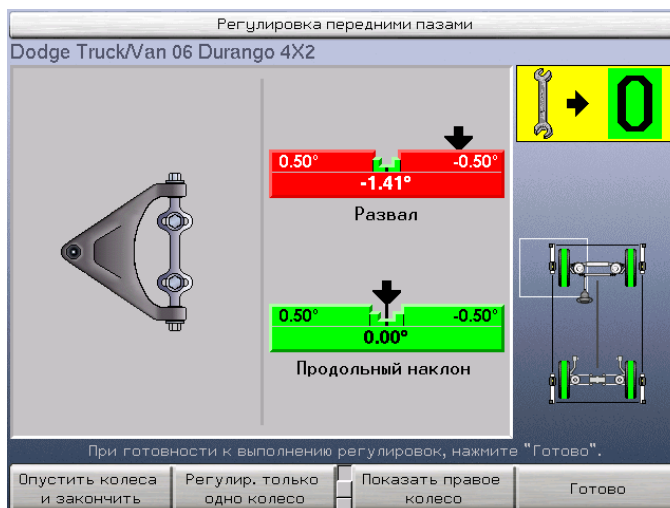 Регулировка передними пазами
Dodge Truck/Van 06 Durango 4X2
0
0.50° -0.50°
-1.41°
Развал
0.50° -0.50°
0.00°
Продольный наклон
При готовности к выполнению регулировок, нажмите "Готово".
Опустить колеса и закончить
Регулир. только одно колесо
Показать правое колесо
Готово